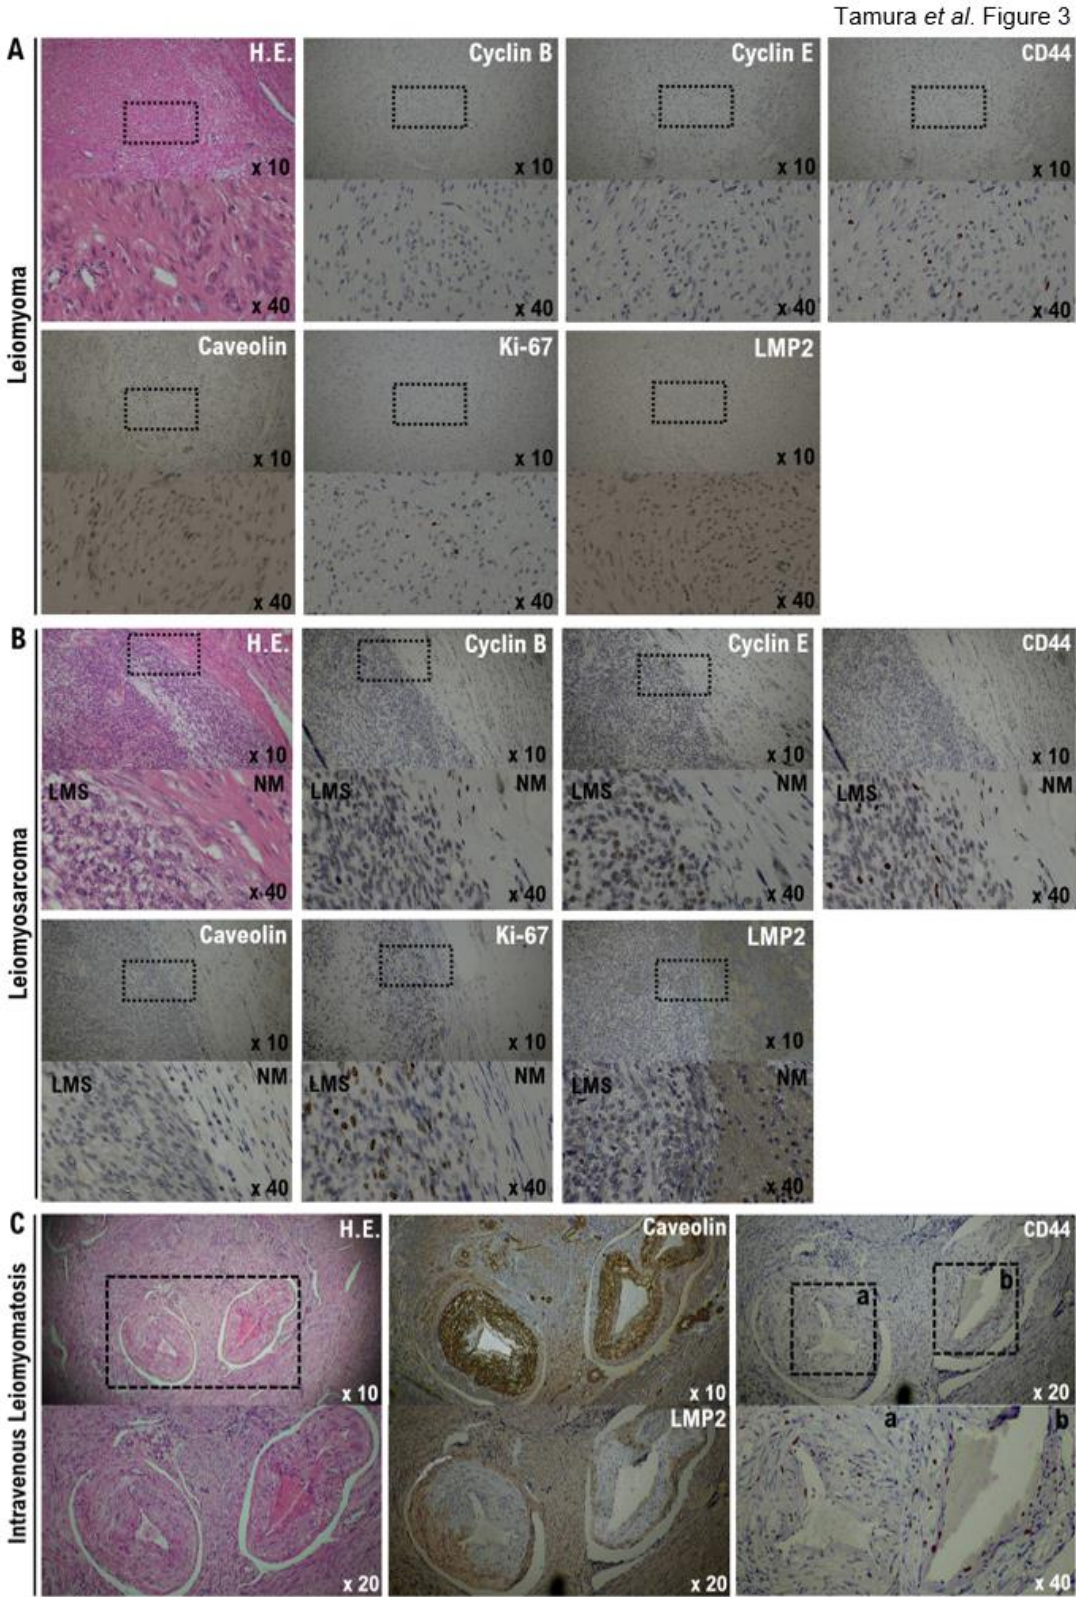 Tamura et al. Figure 3
A
Leiomyoma
H.E.
x 10
x 40
Cyclin B
x 10
x 40
Cyclin E
x 10
x 40
CD44
x 10
x 40
Caveolin
x 10
x 40
Ki-67
x 10
x 40
LMP2
x 10
x 40
B
Leiomyosarcoma
H.E.
x 10
LMS
NM
x 40
Cyclin B
x 10
LMS
NM
x 40
Cyclin E
x 10
LMS
NM
x 40
CD44
x 10
LMS
NM
x 40
Caveolin
x 10
LMS
NM
x 40
Ki-67
x 10
LMS
NM
x 40
LMP2
x 10
LMS
NM
x 40
C
Intravenous Leiomyomatosis
H.E.
x 10
x 20
Caveolin
x 10
LMP2
x 20
CD44
a
b
x 20
a
b
x 40